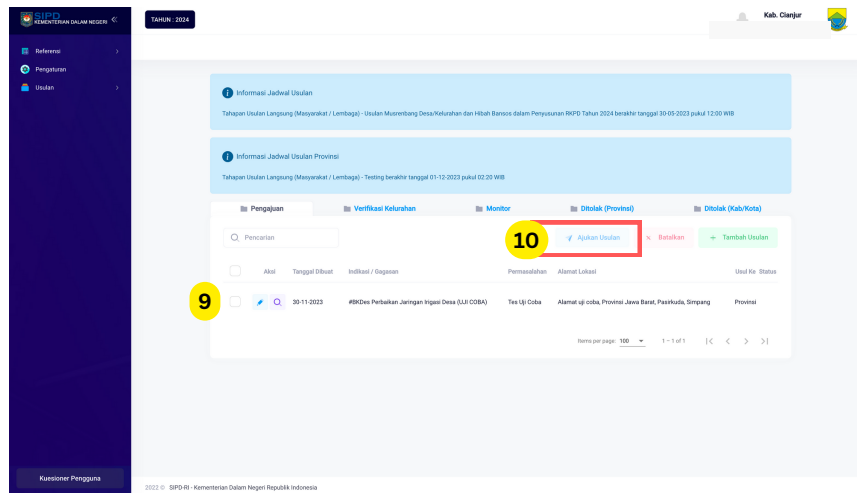 SIPD
KEMENTERIAN DALAM NEGERI
TAHUN : 2024
Kab. Cianjur
Referensi
Pengaturan
Usulan
i Informasi Jadwal Usulan
Tahapan Usulan Langsung (Masyarakat / Lembaga) - Usulan Musrenbang Desa/Kelurahan dan Hibah Bansos dalam Penyusunan RKPD Tahun 2024 berakhir tanggal 30-05-2023 pukul 12:00 WIB
i Informasi Jadwal Usulan Provinsi
Tahapan Usulan Langsung (Masyarakat / Lembaga) - Testing berakhir tanggal 01-12-2023 pukul 02:20 WIB
Pengajuan Verifikasi Kelurahan Monitor Ditolak (Provinsi) Ditolak (Kab/Kota)
Pencarian 10 Ajukan Usulan × Batalkan + Tambah Usulan
Aksi Tanggal Dibuat Indikasi / Gagasan Permasalahan Alamat Lokasi Usul Ke Status
9 30-11-2023 #BKDes Perbaikan Jaringan Irigasi Desa (UJI COBA) Tes Uji Coba Alamat uji coba, Provinsi Jawa Barat, Pasirkuda, Simpang Provinsi
Items per page: 100 1 – 1 of 1
Kuesioner Pengguna
2022 © SIPD-RI - Kementerian Dalam Negeri Republik Indonesia